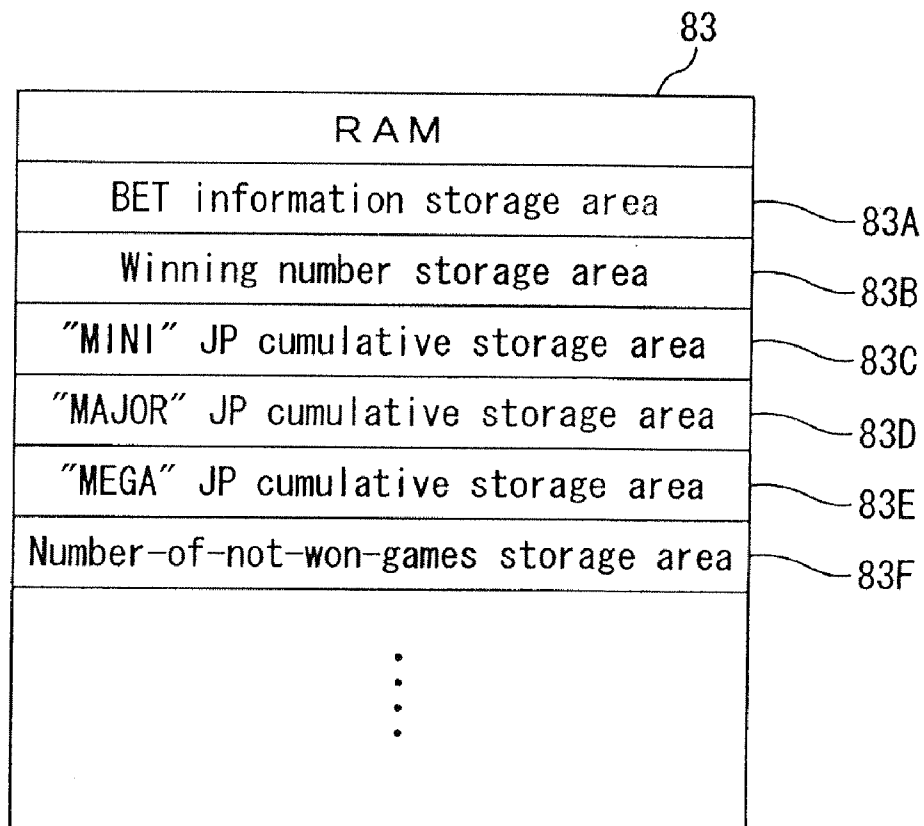 83
RAM
BET information storage area
83A
Winning number storage area
83B
"MINI" JP cumulative storage area
83C
"MAJOR" JP cumulative storage area
83D
"MEGA" JP cumulative storage area
83E
Number-of-not-won-games storage area
83F